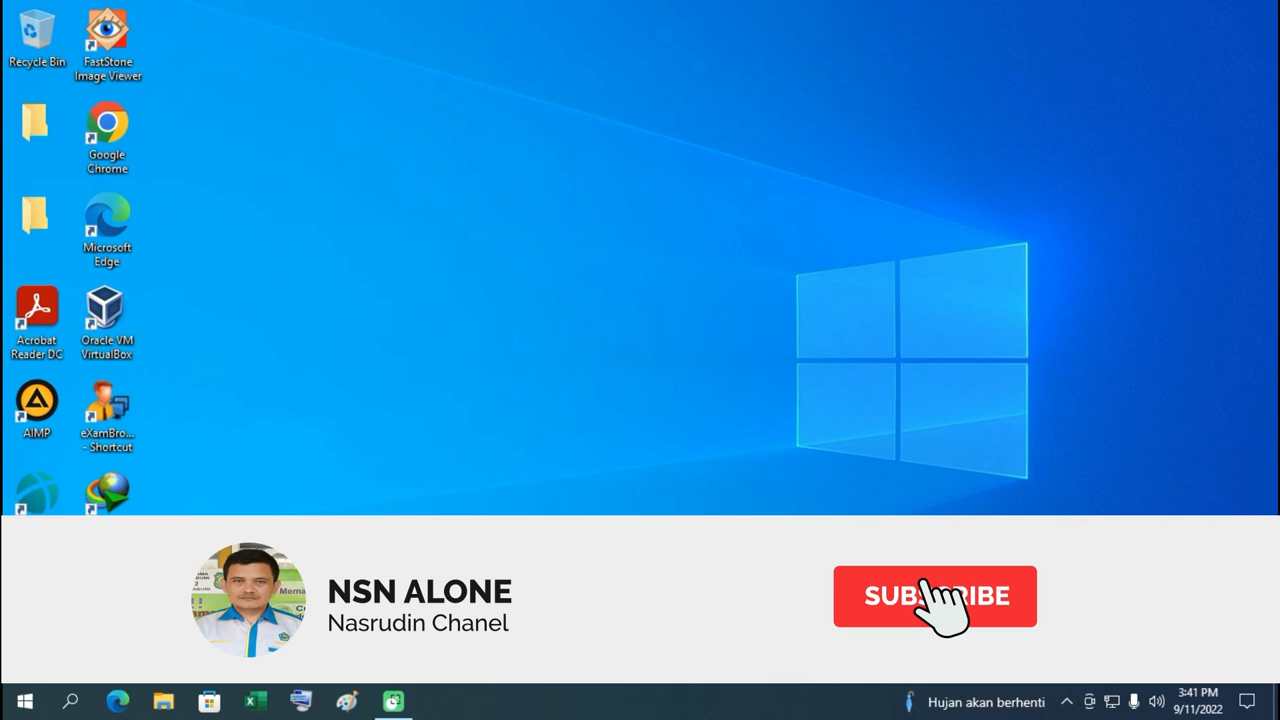 Recycle Bin
FastStone
Image Viewer
Google
Chrome
Microsoft
Edge
Acrobat
Reader DC
Oracle VM
VirtualBox
AIMP
eXamBro...
- Shortcut
NSN ALONE
Nasrudin Chanel
SUBSCRIBE
Hujan akan berhenti
3:41 PM
9/11/2022